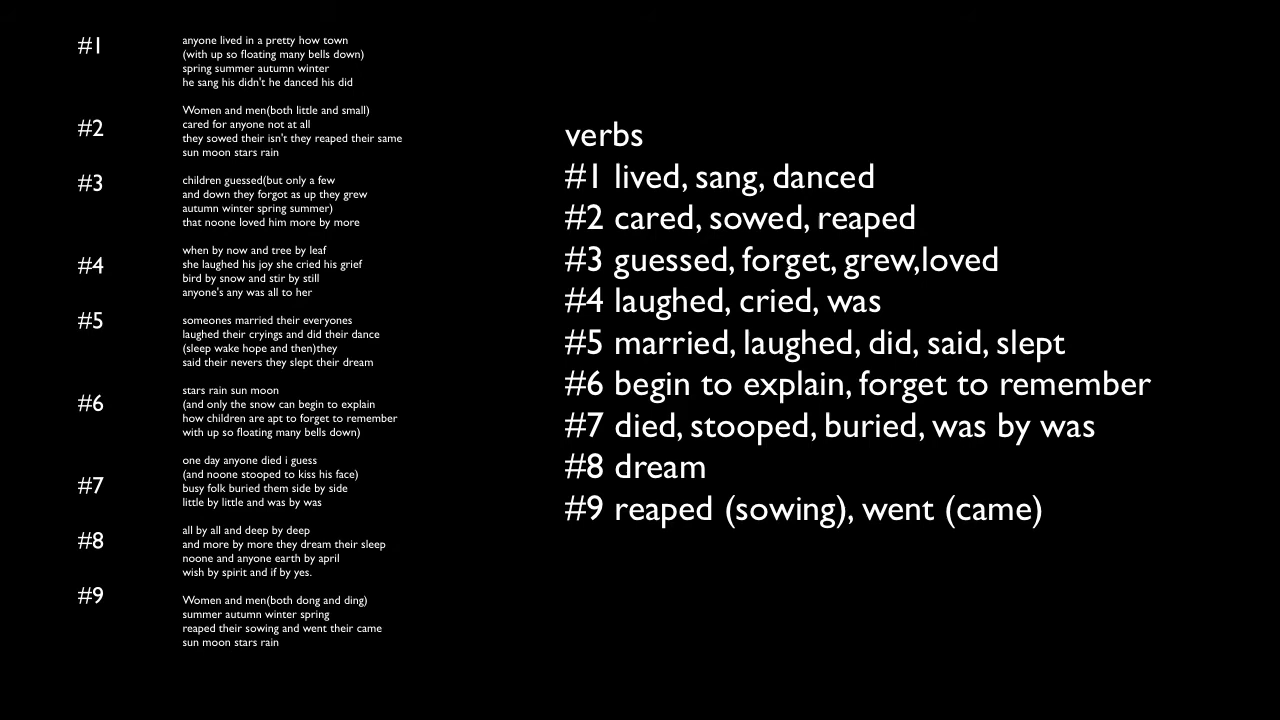 #1
anyone lived in a pretty how town
(with up so floating many bells down)
spring summer autumn winter
he sang his didn't he danced his did
#2
Women and men(both little and small)
cared for anyone not at all
they sowed their isn't they reaped their same
sun moon stars rain
#3
children guessed(but only a few
and down they forgot as up they grew
autumn winter spring summer)
that noone loved him more by more
#4
when by now and tree by leaf
she laughed his joy she cried his grief
bird by snow and stir by still
anyone's any was all to her
#5
someones married their everyones
laughed their cryings and did their dance
(sleep wake hope and then)they
said their nevers they slept their dream
#6
stars rain sun moon
(and only the snow can begin to explain
how children are apt to forget to remember
with up so floating many bells down)
#7
one day anyone died i guess
(and noone stooped to kiss his face)
busy folk buried them side by side
little by little and was by was
#8
all by all and deep by deep
and more by more they dream their sleep
noone and anyone earth by april
wish by spirit and if by yes.
#9
Women and men(both dong and ding)
summer autumn winter spring
reaped their sowing and went their came
sun moon stars rain
verbs
#1 lived, sang, danced
#2 cared, sowed, reaped
#3 guessed, forget, grew,loved
#4 laughed, cried, was
#5 married, laughed, did, said, slept
#6 begin to explain, forget to remember
#7 died, stooped, buried, was by was
#8 dream
#9 reaped (sowing), went (came)